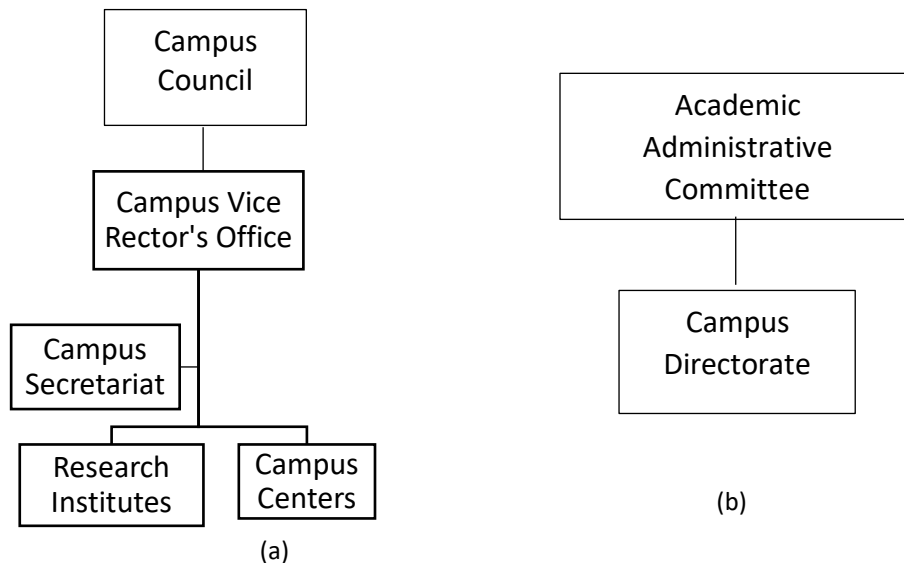 Campus
Council
Campus Vice
Rector's Office
Campus
Secretariat
Research
Institutes
Campus
Centers
(a)
Academic
Administrative
Committee
Campus
Directorate
(b)